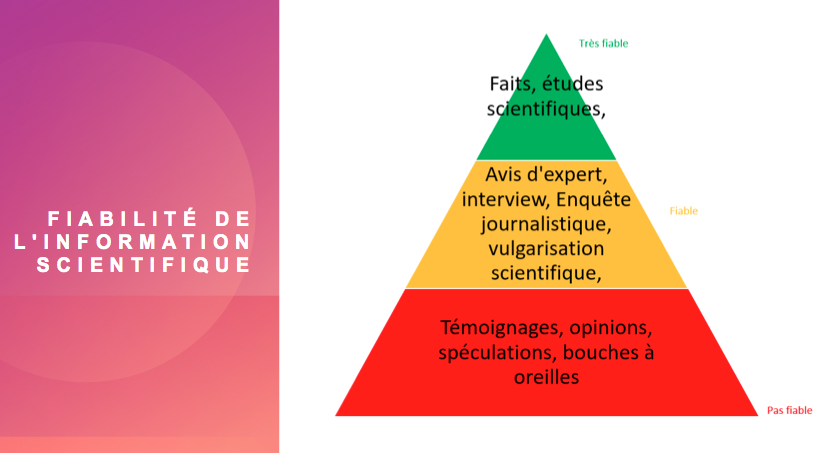 FIABILITÉ DE
L'INFORMATION
SCIENTIFIQUE
Très fiable
Faits, études
scientifiques,
Avis d'expert,
interview, Enquête
journalistique,
vulgarisation
scientifique,
Fiable
Témoignages, opinions,
spéculations, bouches à
oreilles
Pas fiable